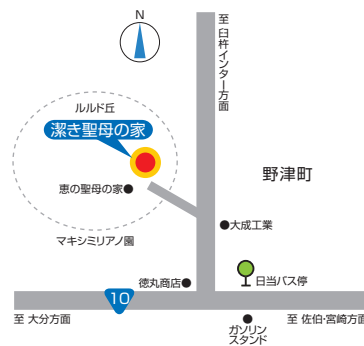 N
至 臼杵インター方面
ルルド丘
潔き聖母の家
恵の聖母の家
野津町
大成工業
マキシミリアノ園
徳丸商店
日当バス停
10
至 大分方面
ガソリン
スタンド
至 佐伯・宮崎方面